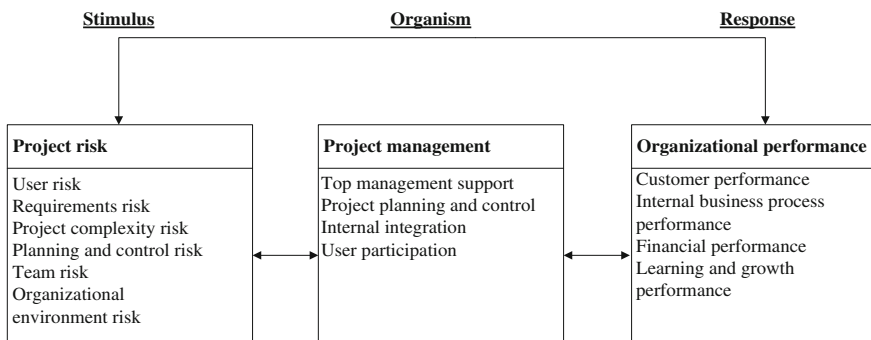 Stimulus
Organism
Response
Project risk
User risk
Requirements risk
Project complexity risk
Planning and control risk
Team risk
Organizational
environment risk
Project management
Top management support
Project planning and control
Internal integration
User participation
Organizational performance
Customer performance
Internal business process
performance
Financial performance
Learning and growth
performance